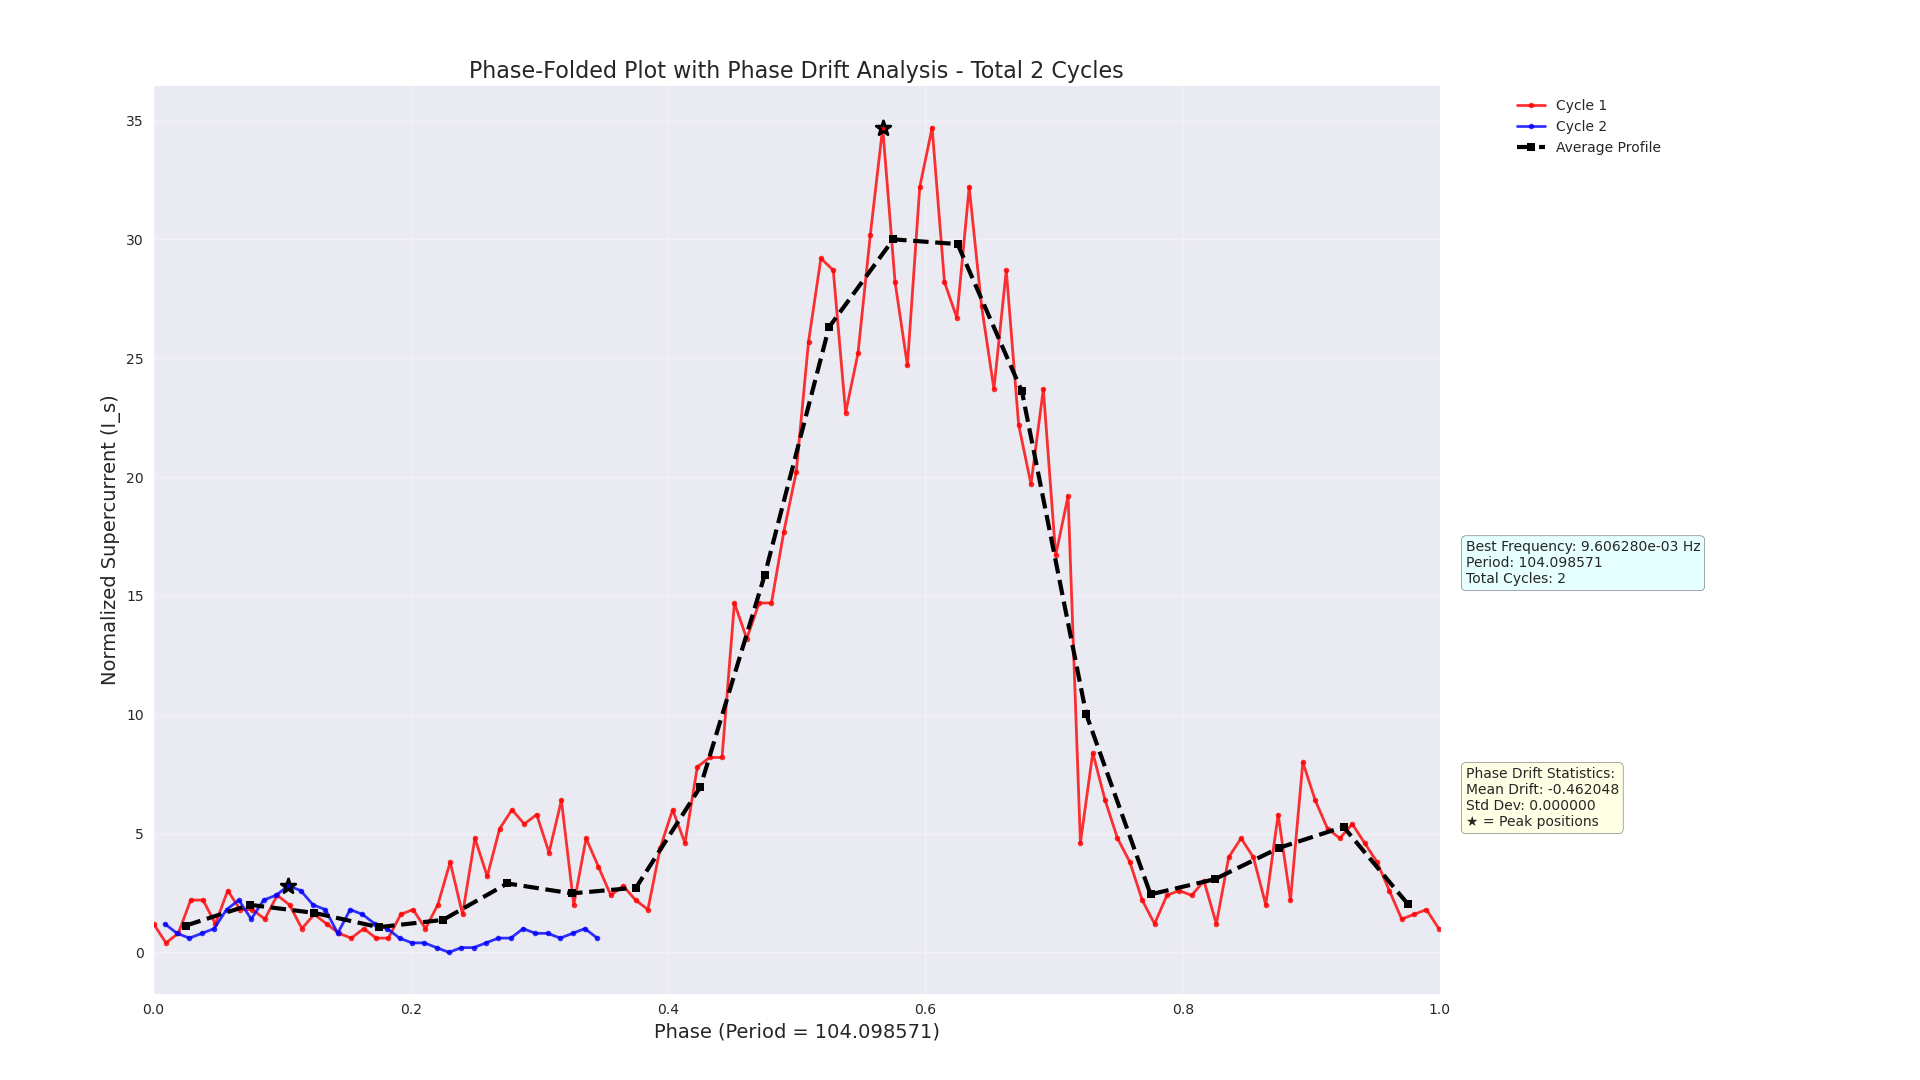 Phase-Folded Plot with Phase Drift Analysis - Total 2 Cycles
Cycle 1
Cycle 2
Average Profile
35
30
25
20
15
10
5
0
Normalized Supercurrent (I_s)
Best Frequency: 9.606280e-03 Hz
Period: 104.098571
Total Cycles: 2
Phase Drift Statistics:
Mean Drift: -0.462048
Std Dev: 0.000000
★ = Peak positions
0.0 0.2 0.4 0.6 0.8 1.0
Phase (Period = 104.098571)